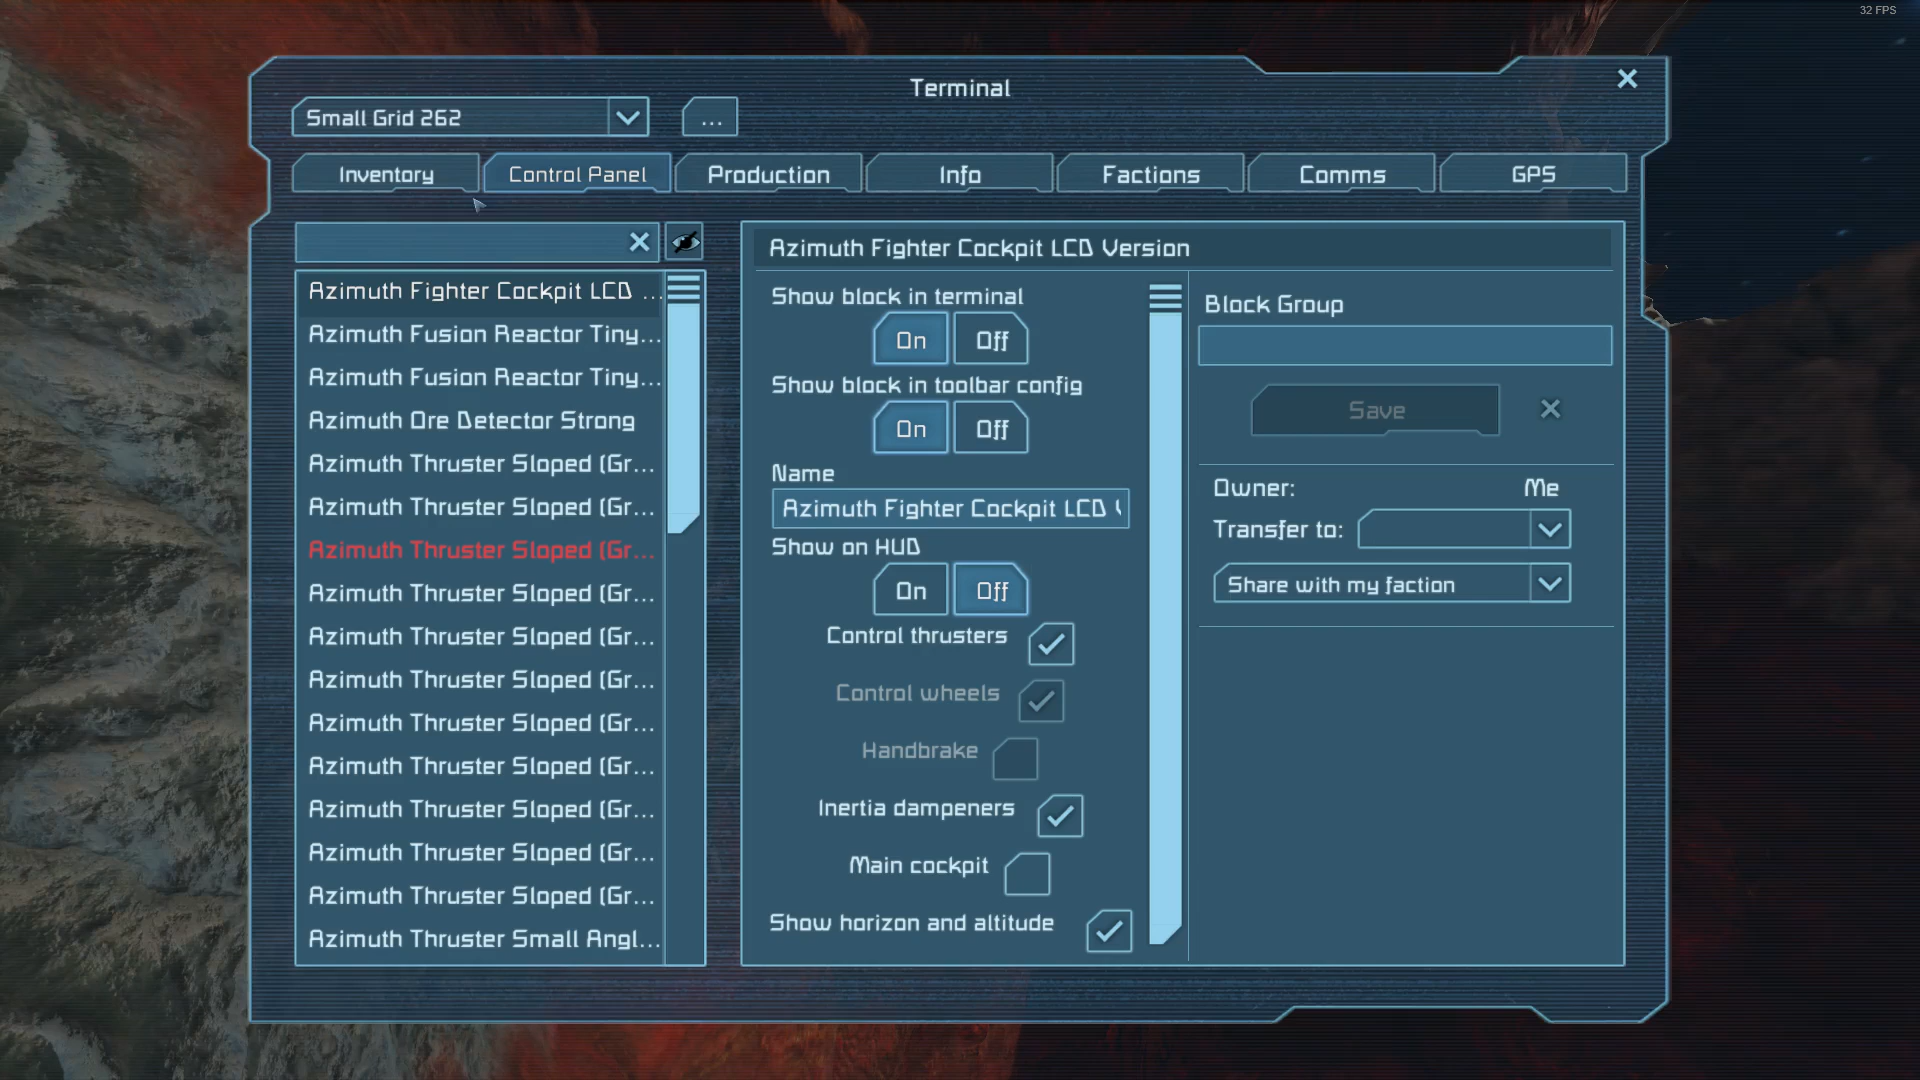 32 FPS
Terminal
Small Grid 262
...
Inventory
Control Panel
Production
Info
Factions
Comms
GPS
Azimuth Fighter Cockpit LCD ...
Azimuth Fusion Reactor Tiny...
Azimuth Fusion Reactor Tiny...
Azimuth Ore Detector Strong
Azimuth Thruster Sloped (Gr...
Azimuth Thruster Sloped (Gr...
Azimuth Thruster Sloped (Gr...
Azimuth Thruster Sloped (Gr...
Azimuth Thruster Sloped (Gr...
Azimuth Thruster Sloped (Gr...
Azimuth Thruster Sloped (Gr...
Azimuth Thruster Sloped (Gr...
Azimuth Thruster Sloped (Gr...
Azimuth Thruster Sloped (Gr...
Azimuth Thruster Sloped (Gr...
Azimuth Thruster Small Angl...
Azimuth Fighter Cockpit LCD Version
Show block in terminal
On Off
Show block in toolbar config
On Off
Name
Azimuth Fighter Cockpit LCD
Show on HUD
On Off
Control thrusters
Control wheels
Handbrake
Inertia dampeners
Main cockpit
Show horizon and altitude
Block Group
Save
Owner: Me
Transfer to:
Share with my faction